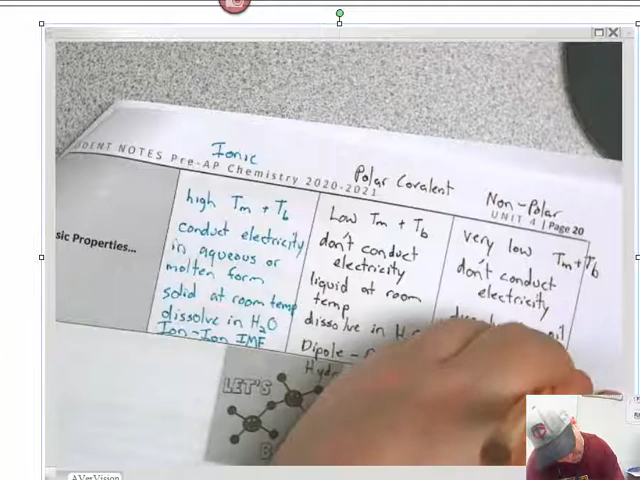 Ionic
Polar Covalent
Non-Polar
DENT NOTES Pre-AP Chemistry 2020-2021
UNIT 4 | Page 20
sic Properties...
high Tm + Tb
conduct electricity
in aqueous or
molten form
solid at room temp
dissolve in H2O
Ion-Ion IMF
Low Tm + Tb
don't conduct
electricity
liquid at room
temp
dissolve in H
Dipole -
Hyd
very low Tm + Tb
don't conduct
electricity
LET'S
B
AVerVision